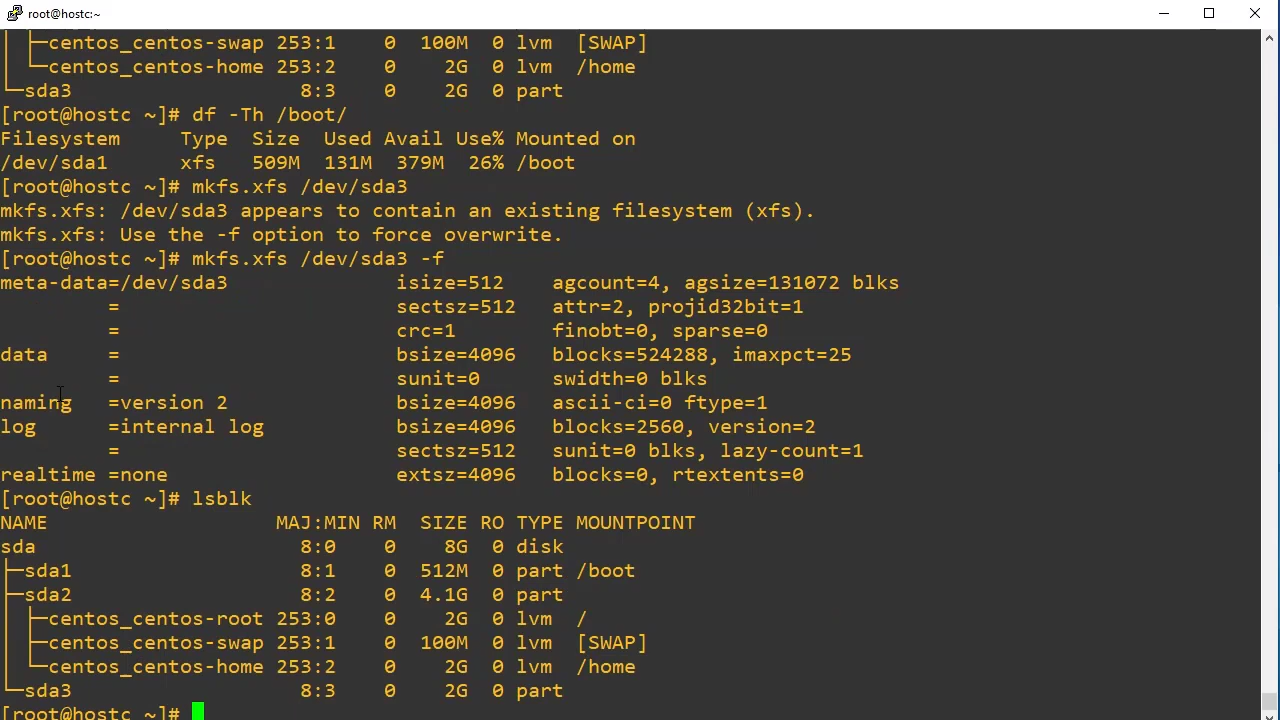 root@hostc:~
│ ├─centos_centos-swap 253:1    0  100M  0 lvm  [SWAP]
│ └─centos_centos-home 253:2    0    2G  0 lvm  /home
└─sda3                   8:3    0    2G  0 part
[root@hostc ~]# df -Th /boot/
Filesystem     Type  Size  Used Avail Use% Mounted on
/dev/sda1      xfs   509M  131M  379M  26% /boot
[root@hostc ~]# mkfs.xfs /dev/sda3
mkfs.xfs: /dev/sda3 appears to contain an existing filesystem (xfs).
mkfs.xfs: Use the -f option to force overwrite.
[root@hostc ~]# mkfs.xfs /dev/sda3 -f
meta-data=/dev/sda3              isize=512    agcount=4, agsize=131072 blks
         =                       sectsz=512   attr=2, projid32bit=1
         =                       crc=1        finobt=0, sparse=0
data     =                       bsize=4096   blocks=524288, imaxpct=25
         =                       sunit=0      swidth=0 blks
naming   =version 2              bsize=4096   ascii-ci=0 ftype=1
log      =internal log           bsize=4096   blocks=2560, version=2
         =                       sectsz=512   sunit=0 blks, lazy-count=1
realtime =none                   extsz=4096   blocks=0, rtextents=0
[root@hostc ~]# lsblk
NAME                   MAJ:MIN RM  SIZE RO TYPE MOUNTPOINT
sda                      8:0    0    8G  0 disk
├─sda1                   8:1    0  512M  0 part /boot
├─sda2                   8:2    0  4.1G  0 part
│ ├─centos_centos-root 253:0    0    2G  0 lvm  /
│ ├─centos_centos-swap 253:1    0  100M  0 lvm  [SWAP]
│ └─centos_centos-home 253:2    0    2G  0 lvm  /home
└─sda3                   8:3    0    2G  0 part
[root@hostc ~]#